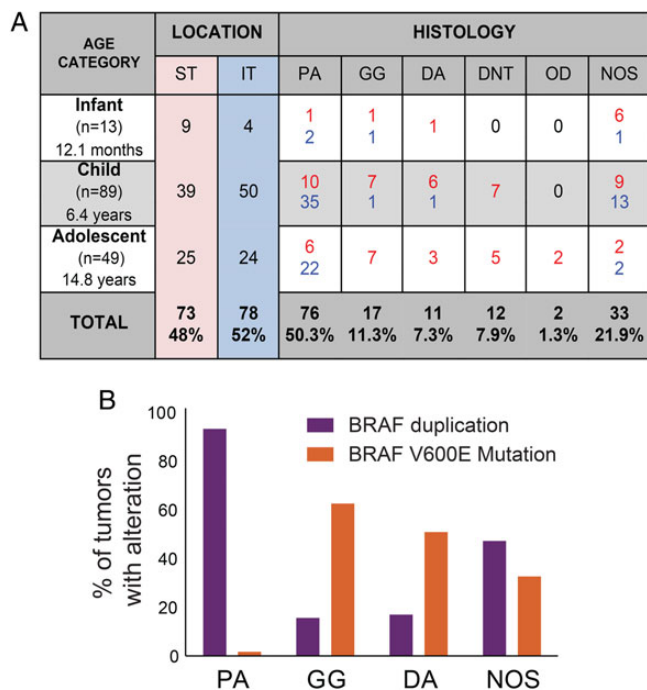 A
AGE CATEGORY LOCATION HISTOLOGY
ST IT PA GG DA DNT OD NOS
Infant
(n=13)
12.1 months
9 4 1 1 1 0 0 6
2 1 1
Child
(n=89)
6.4 years
39 50 10 7 6 7 0 9
35 1 1 13
Adolescent
(n=49)
14.8 years
25 24 6 7 3 5 2 2
22 2
TOTAL
73 78 76 17 11 12 2 33
48% 52% 50.3% 11.3% 7.3% 7.9% 1.3% 21.9%
B
BRAF duplication
BRAF V600E Mutation
% of tumors
with alteration
100
80
60
40
20
0
PA GG DA NOS